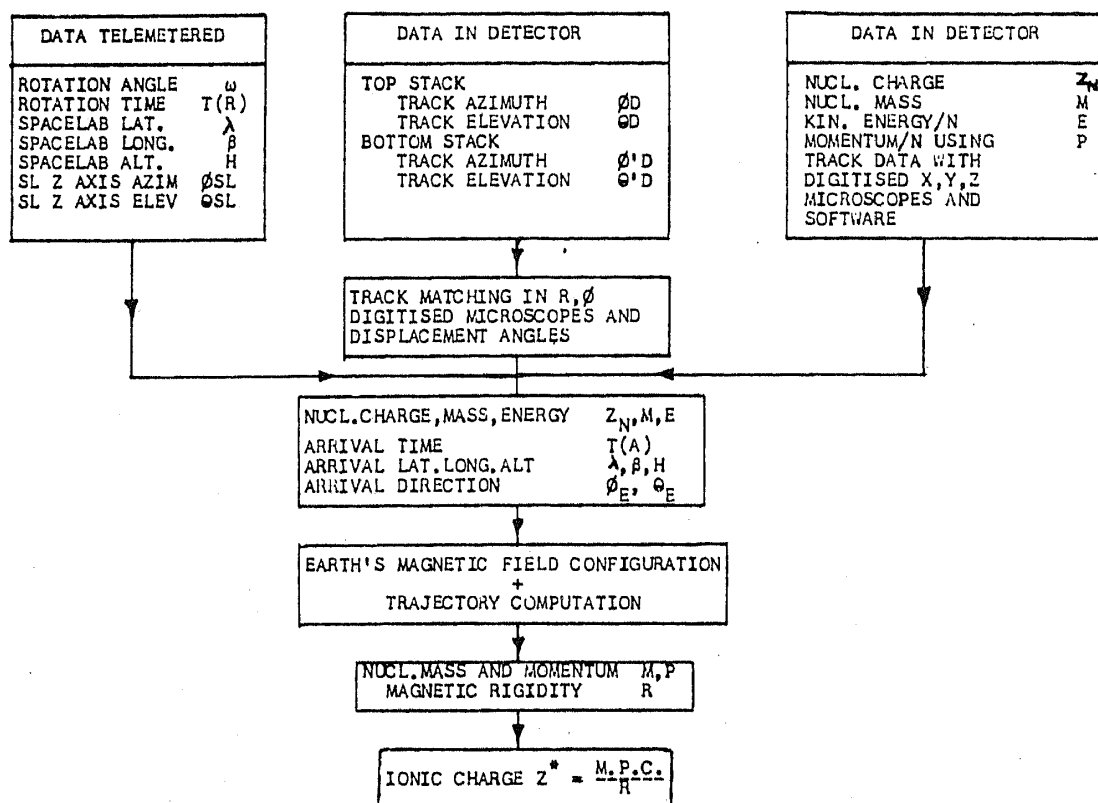 DATA TELEMETERED
ROTATION ANGLE ω
ROTATION TIME T(R)
SPACELAB LAT. λ
SPACELAB LONG. β
SPACELAB ALT. H
SL Z AXIS AZIM ØSL
SL Z AXIS ELEV ΘSL
DATA IN DETECTOR
TOP STACK
TRACK AZIMUTH ØD
TRACK ELEVATION ΘD
BOTTOM STACK
TRACK AZIMUTH Ø'D
TRACK ELEVATION Θ'D
DATA IN DETECTOR
NUCL. CHARGE Z_N
NUCL. MASS M
KIN. ENERGY/N E
MOMENTUM/N USING P
TRACK DATA WITH
DIGITISED X,Y,Z
MICROSCOPES AND
SOFTWARE
TRACK MATCHING IN R,Ø
DIGITISED MICROSCOPES AND
DISPLACEMENT ANGLES
NUCL.CHARGE,MASS,ENERGY Z_N,M,E
ARRIVAL TIME T(A)
ARRIVAL LAT.LONG.ALT λ,β,H
ARRIVAL DIRECTION Ø_E, Θ_E
EARTH'S MAGNETIC FIELD CONFIGURATION
+
TRAJECTORY COMPUTATION
NUCL.MASS AND MOMENTUM M,P
MAGNETIC RIGIDITY R
IONIC CHARGE Z* = M.P.C./R